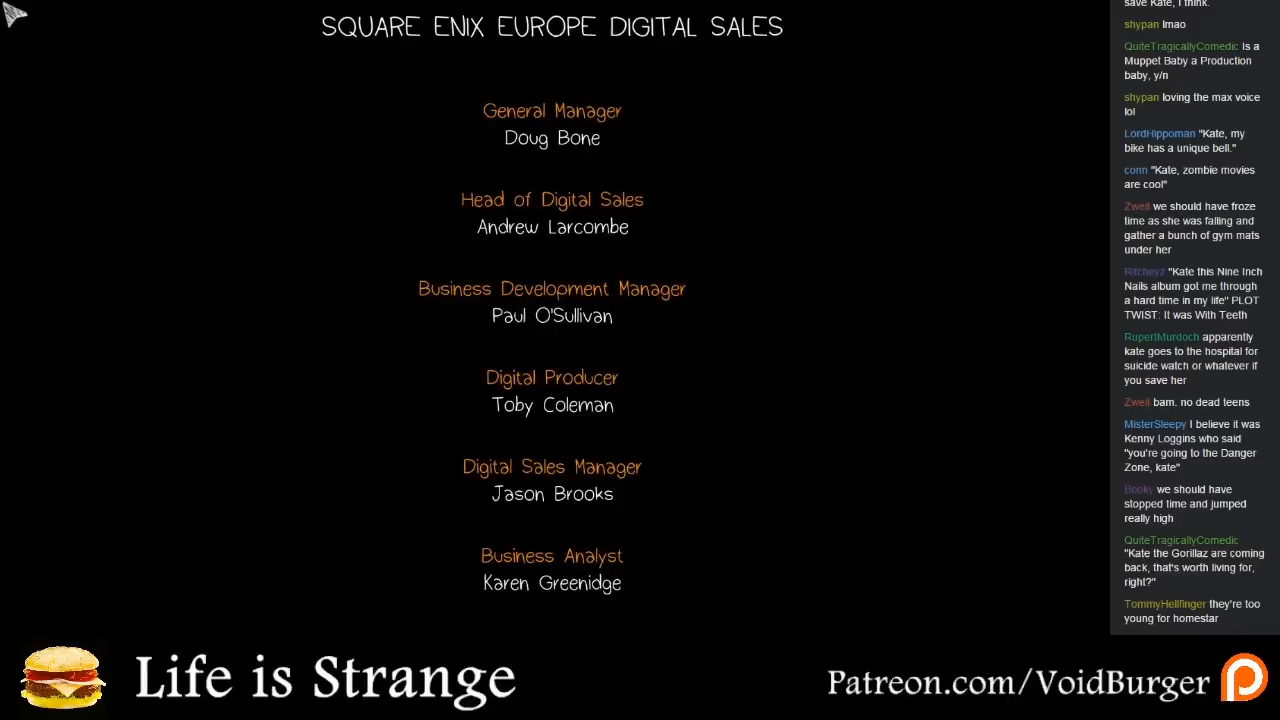 SQUARE ENIX EUROPE DIGITAL SALES
General Manager
Doug Bone
Head of Digital Sales
Andrew Larcombe
Business Development Manager
Paul O'Sullivan
Digital Producer
Toby Coleman
Digital Sales Manager
Jason Brooks
Business Analyst
Karen Greenidge
save Kate, I think.
shypan lmao
QuiteTragicallyComedic Is a
Muppet Baby a Production
baby, y/n
shypan loving the max voice
lol
LordHippoman "Kate, my
bike has a unique bell."
conn "Kate, zombie movies
are cool"
Zweit we should have froze
time as she was falling and
gather a bunch of gym mats
under her
Ritcheyz "Kate this Nine Inch
Nails album got me through
a hard time in my life" PLOT
TWIST: It was With Teeth
RupertMurdoch apparently
kate goes to the hospital for
suicide watch or whatever if
you save her
Zweit bam. no dead teens
MisterSleepy I believe it was
Kenny Loggins who said
"you're going to the Danger
Zone, kate"
Booky we should have
stopped time and jumped
really high
QuiteTragicallyComedic
"Kate the Gorillaz are coming
back, that's worth living for,
right?"
TommyHellfinger they're too
young for homestar
Life is Strange
Patreon.com/VoidBurger